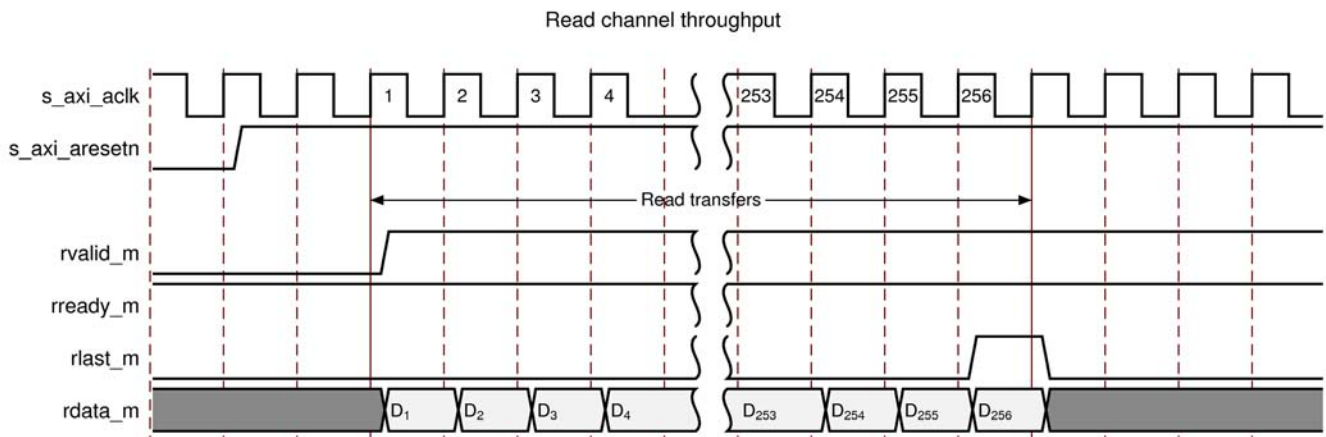 Read channel throughput
s_axi_aclk 1 2 3 4 253 254 255 256
s_axi_aresetn
Read transfers
rvalid_m
rready_m
rlast_m
rdata_m D1 D2 D3 D4 D253 D254 D255 D256